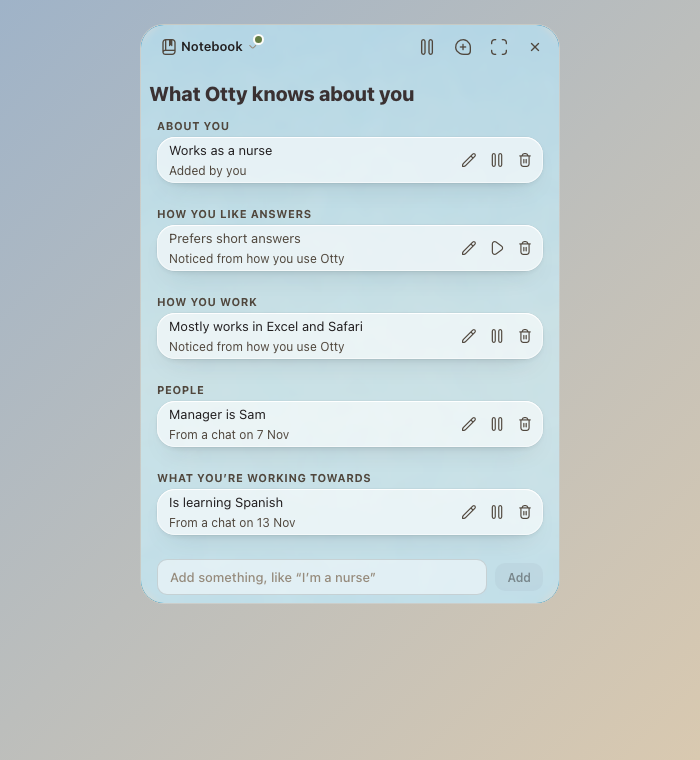 Notebook
What Otty knows about you
ABOUT YOU
Works as a nurse
Added by you
HOW YOU LIKE ANSWERS
Prefers short answers
Noticed from how you use Otty
HOW YOU WORK
Mostly works in Excel and Safari
Noticed from how you use Otty
PEOPLE
Manager is Sam
From a chat on 7 Nov
WHAT YOU’RE WORKING TOWARDS
Is learning Spanish
From a chat on 13 Nov
Add something, like “I’m a nurse”
Add